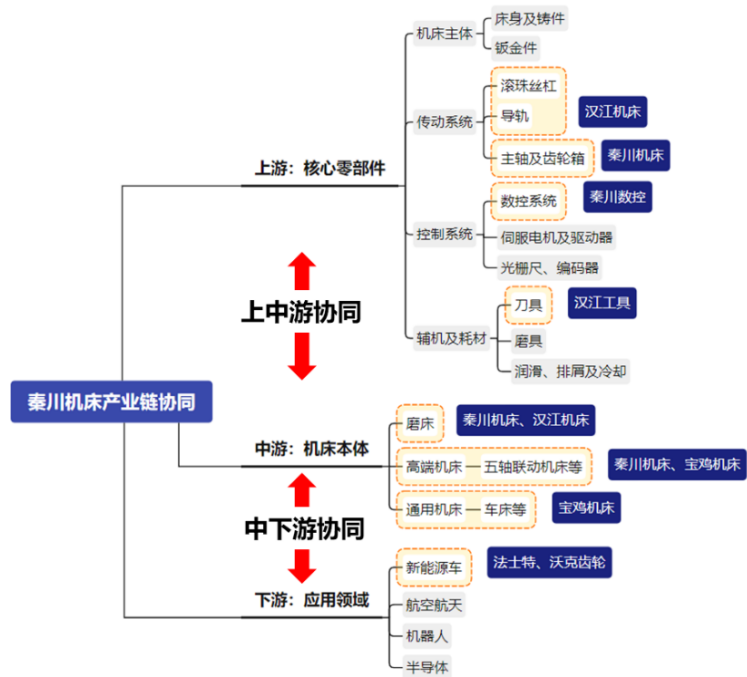 秦川机床产业链协同
上游：核心零部件
机床主体
床身及铸件
钣金件
传动系统
滚珠丝杠
导轨
汉江机床
主轴及齿轮箱
秦川机床
控制系统
数控系统
秦川数控
伺服电机及驱动器
光栅尺、编码器
辅机及耗材
刀具
汉江工具
磨具
润滑、排屑及冷却
上中游协同
中游：机床本体
磨床
秦川机床、汉江机床
高端机床
五轴联动机床等
秦川机床、宝鸡机床
通用机床
车床等
宝鸡机床
中下游协同
下游：应用领域
新能源车
法士特、沃克齿轮
航空航天
机器人
半导体